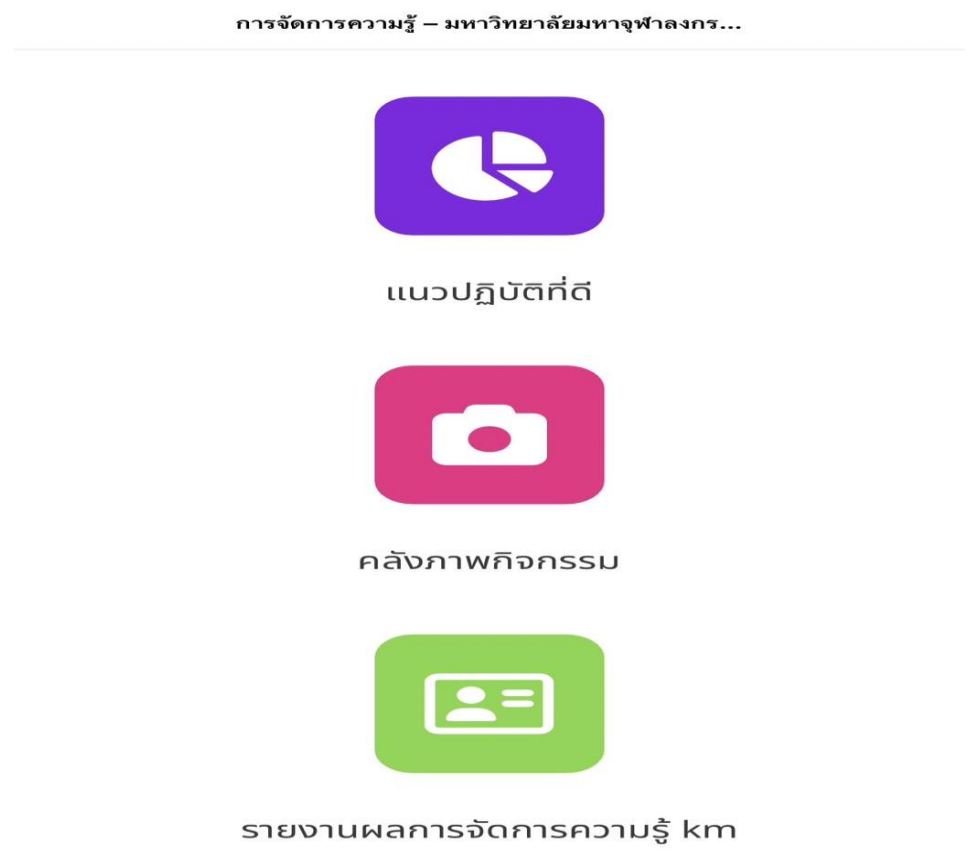 การจัดการความรู้ – มหาวิทยาลัยมหาจุฬาลงกร...
แนวปฏิบัติที่ดี
คลังภาพกิจกรรม
รายงานผลการจัดการความรู้ km